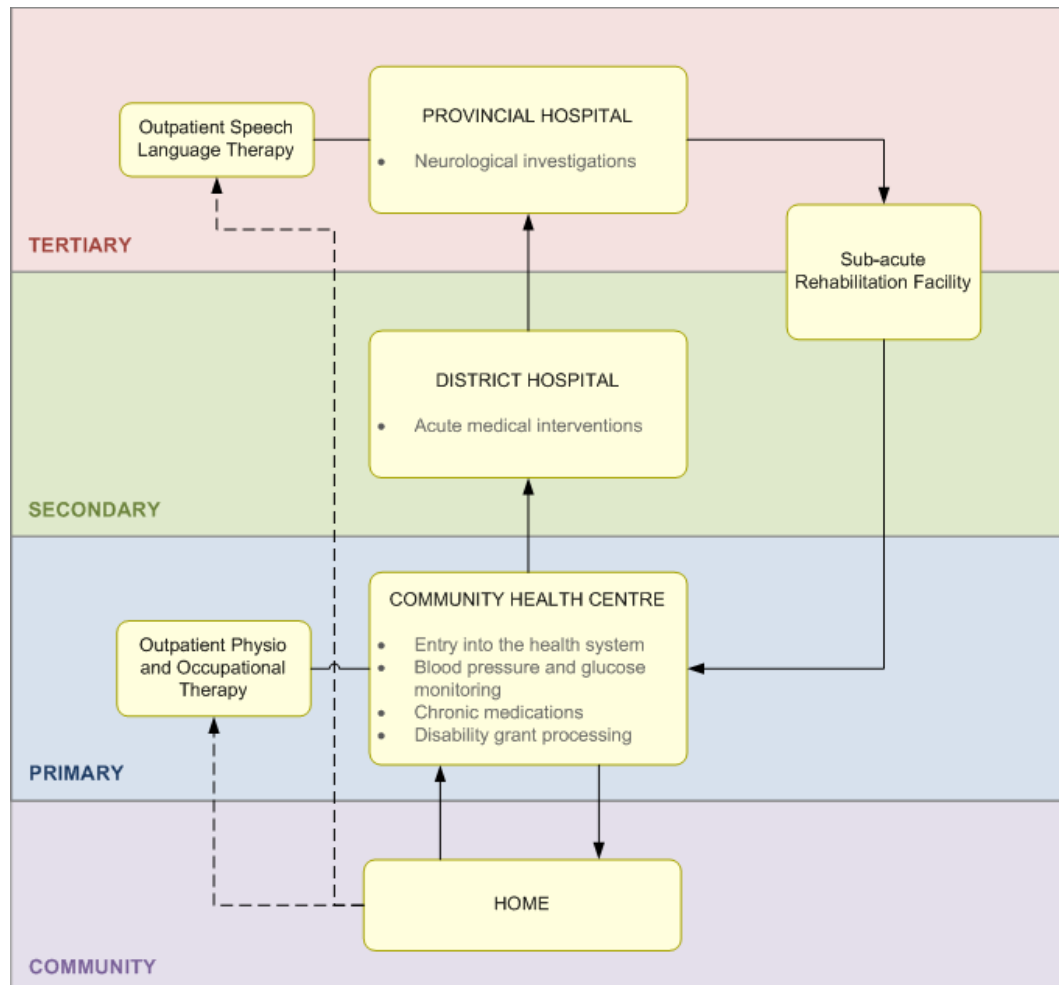 Outpatient Speech
Language Therapy
PROVINCIAL HOSPITAL
• Neurological investigations
Sub-acute
Rehabilitation Facility
TERTIARY
DISTRICT HOSPITAL
• Acute medical interventions
SECONDARY
COMMUNITY HEALTH CENTRE
• Entry into the health system
• Blood pressure and glucose
monitoring
• Chronic medications
• Disability grant processing
Outpatient Physio
and Occupational
Therapy
PRIMARY
HOME
COMMUNITY